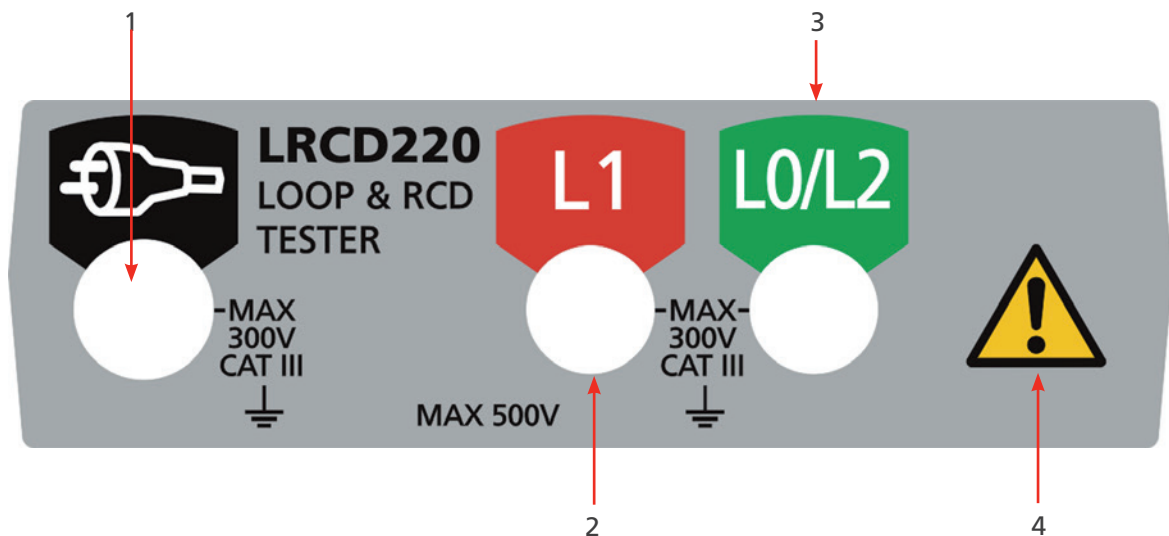 1
3
LRCD220
LOOP & RCD
TESTER
L1
L0/L2
MAX
300V
CAT III
MAX
300V
CAT III
MAX 500V
2
4